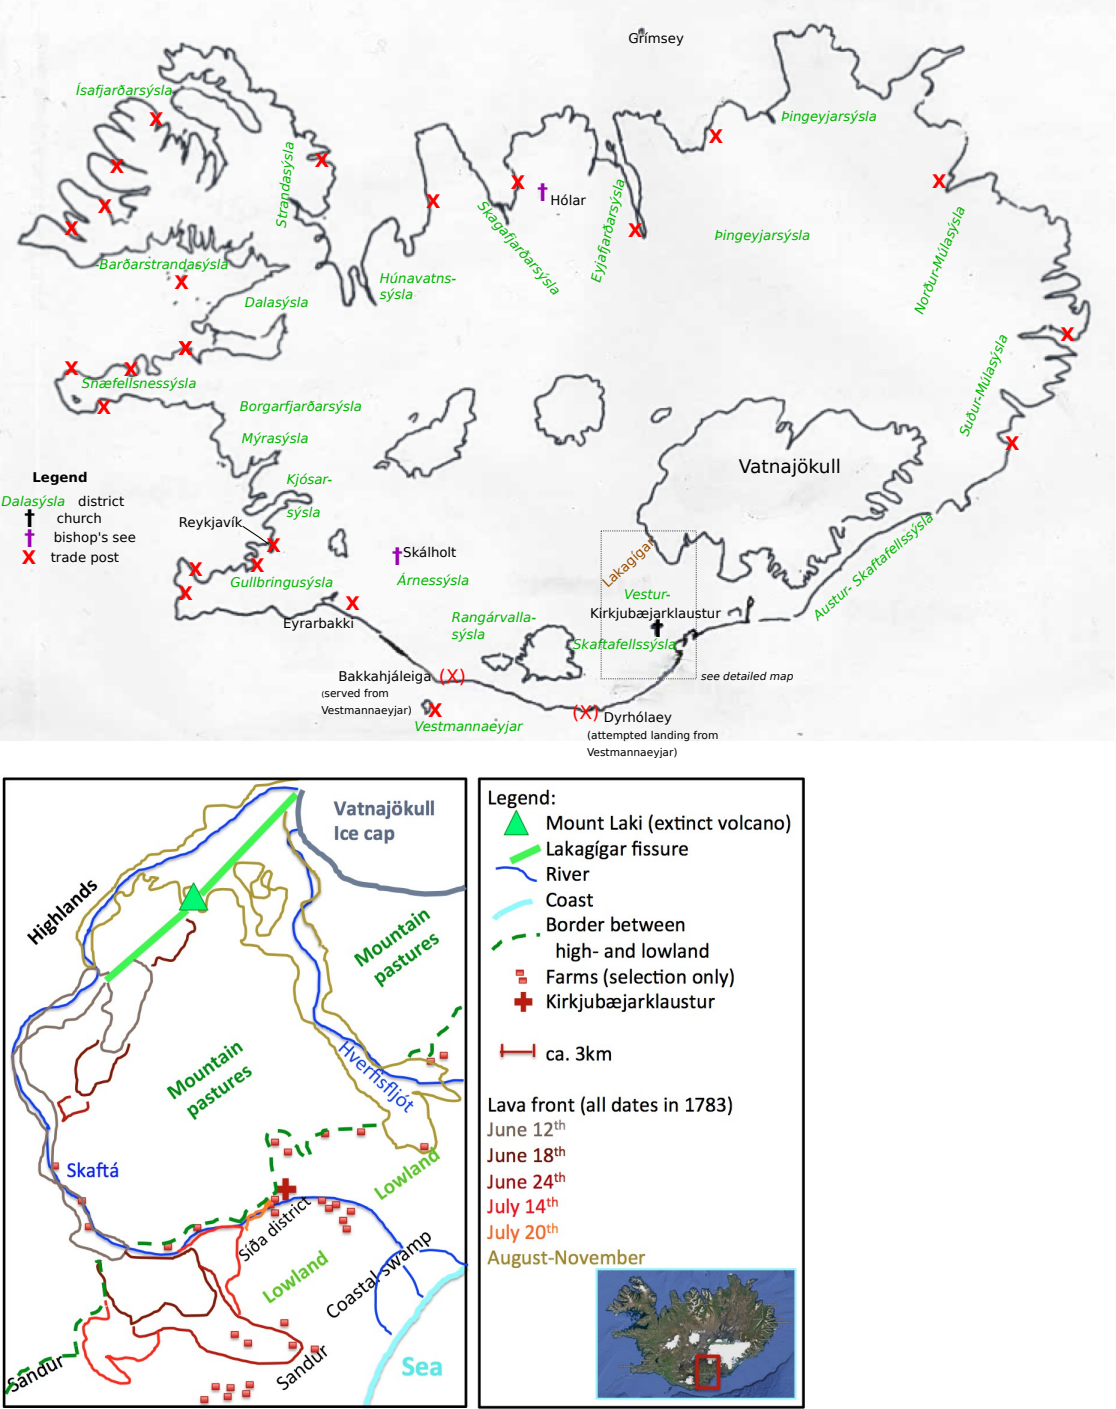 Grímsey
Ísafjarðarsýsla
Þingeyjarsýsla
Strandasýsla
Hólar
Skagafjarðarsýsla
Eyjafjarðarsýsla
Þingeyjarsýsla
Norður-Múlasýsla
Barðarstrandasýsla
Húnavatns-
sýsla
Dalasýsla
Suður-Múlasýsla
Snæfellsnessýsla
Borgarfjarðarsýsla
Mýrasýsla
Vatnajökull
Legend
Dalasýsla district
church
bishop's see
trade post
Kjósar-
sýsla
Reykjavík
Skálholt
Lakagígar
Gullbringusýsla
Árnessýsla
Vestur-
Austur- Skaftafellssýsla
Kirkjubæjarklaustur
Eyrarbakki
Rangárvalla-
sýsla
Skaftafellssýsla
Bakkahjáleiga (X)
(served from
Vestmannaeyjar)
see detailed map
Vestmannaeyjar
(X) Dyrhólaey
(attempted landing from
Vestmannaeyjar)
Vatnajökull
Ice cap
Highlands
Mountain
pastures
Mountain
pastures
Hverfisfljót
Skaftá
Lowland
Síða district
Lowland
Coastal swamp
Sandur
Sandur
Sea
Legend:
Mount Laki (extinct volcano)
Lakagígar fissure
River
Coast
Border between
high- and lowland
Farms (selection only)
Kirkjubæjarklaustur
ca. 3km
Lava front (all dates in 1783)
June 12th
June 18th
June 24th
July 14th
July 20th
August-November